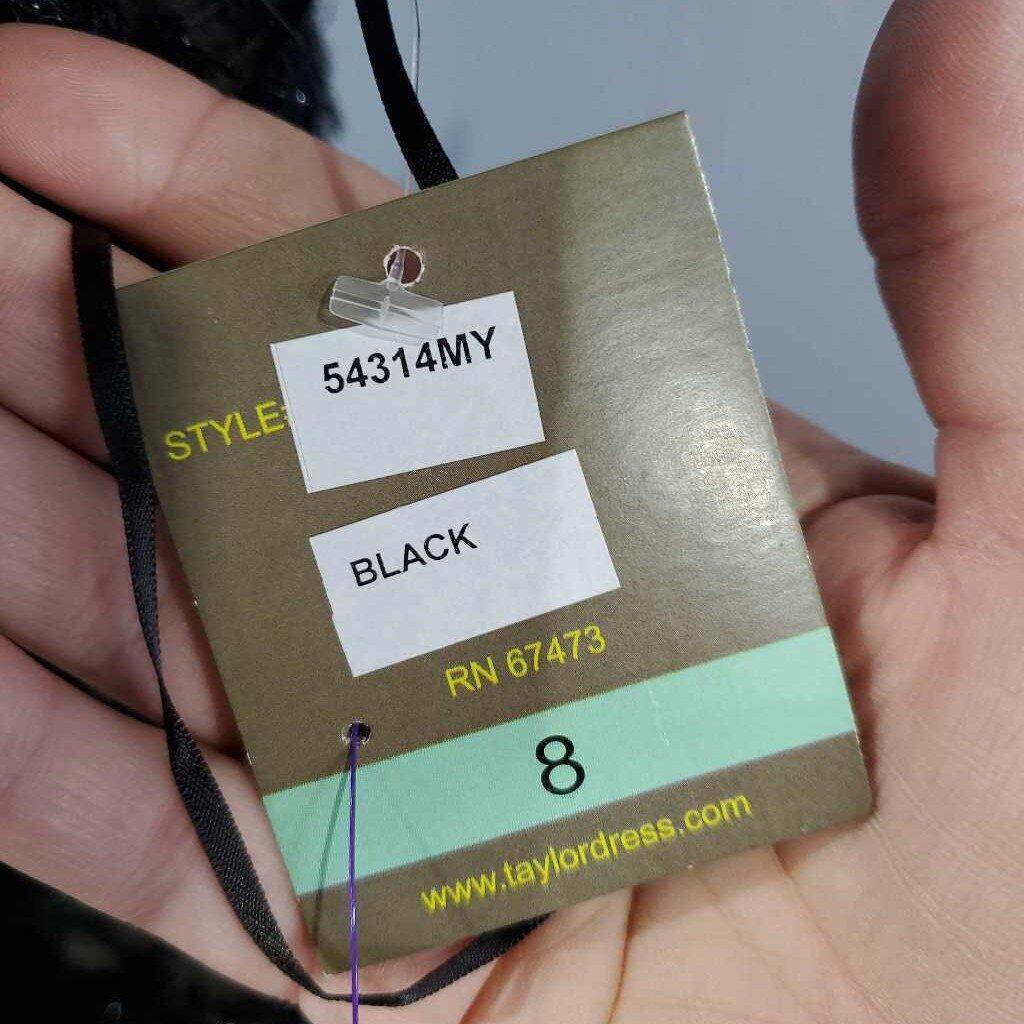 54314MY
STYLE:
BLACK
RN 67473
8
www.taylordress.com